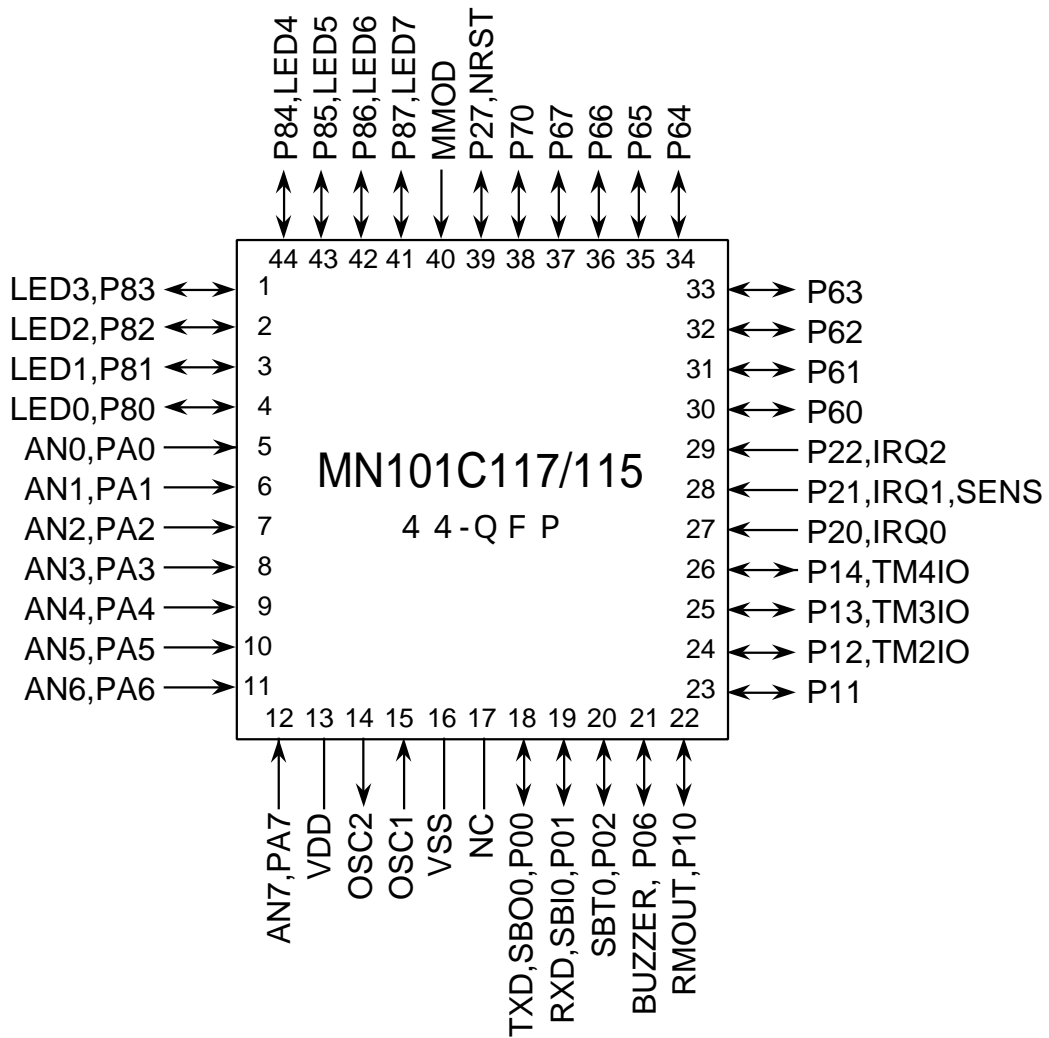 P84,LED4
P85,LED5
P86,LED6
P87,LED7
MMOD
P27,NRST
P70
P67
P66
P65
P64
44 43 42 41 40 39 38 37 36 35 34
LED3,P83 1
LED2,P82 2
LED1,P81 3
LED0,P80 4
AN0,PA0 5
AN1,PA1 6
AN2,PA2 7
AN3,PA3 8
AN4,PA4 9
AN5,PA5 10
AN6,PA6 11
MN101C117/115
44-QFP
33 P63
32 P62
31 P61
30 P60
29 P22,IRQ2
28 P21,IRQ1,SENS
27 P20,IRQ0
26 P14,TM4IO
25 P13,TM3IO
24 P12,TM2IO
23 P11
12 13 14 15 16 17 18 19 20 21 22
AN7,PA7
VDD
OSC2
OSC1
VSS
NC
TXD,SBO0,P00
RXD,SBI0,P01
SBT0,P02
BUZZER, P06
RMOUT,P10